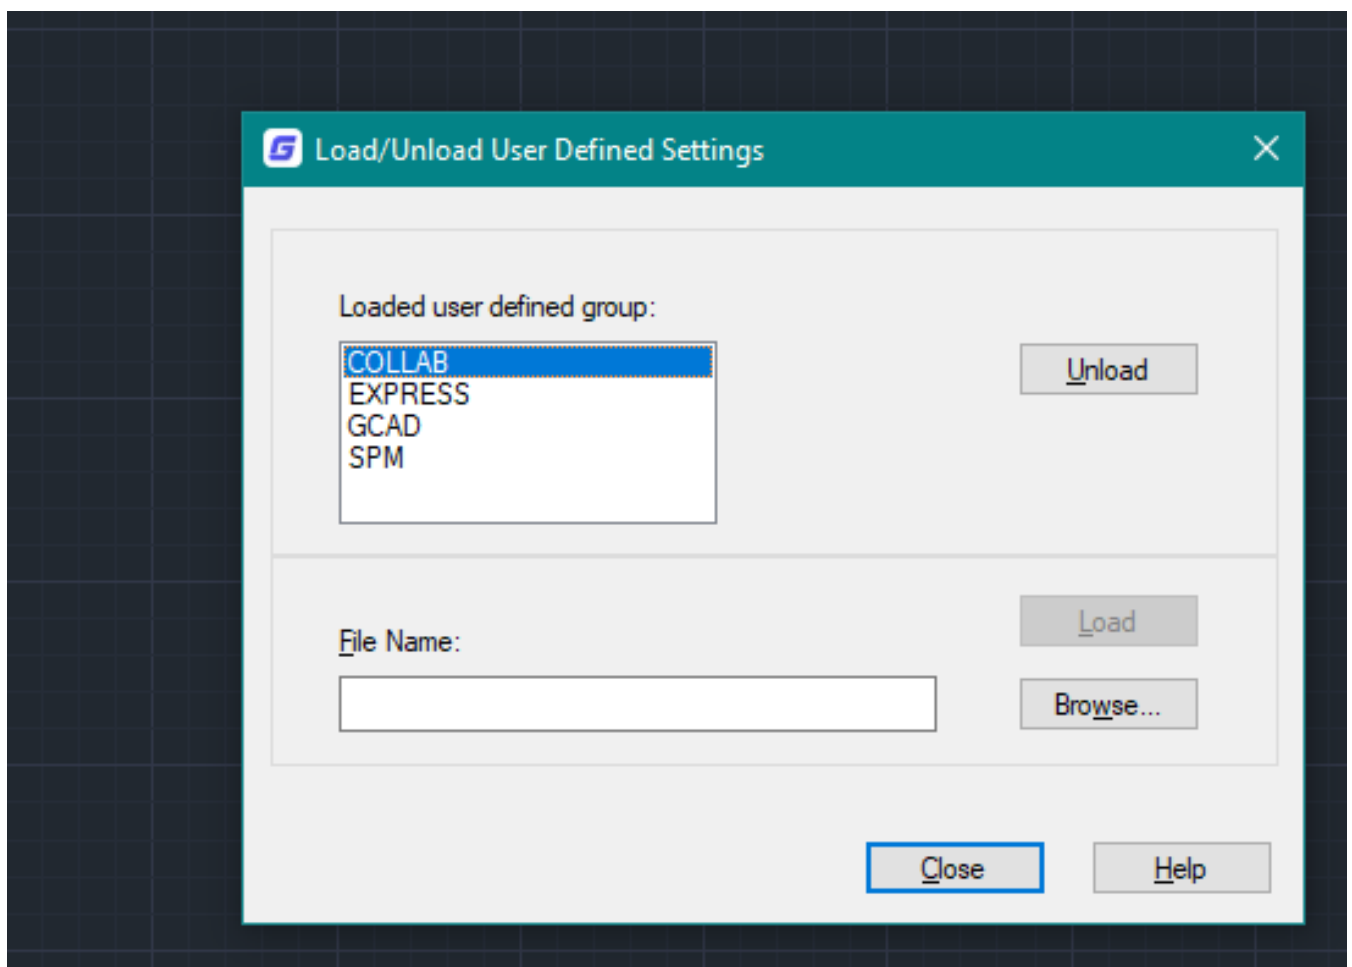 Load/Unload User Defined Settings
Loaded user defined group:
COLLAB
EXPRESS
GCAD
SPM
Unload
Load
File Name:
Browse...
Close
Help